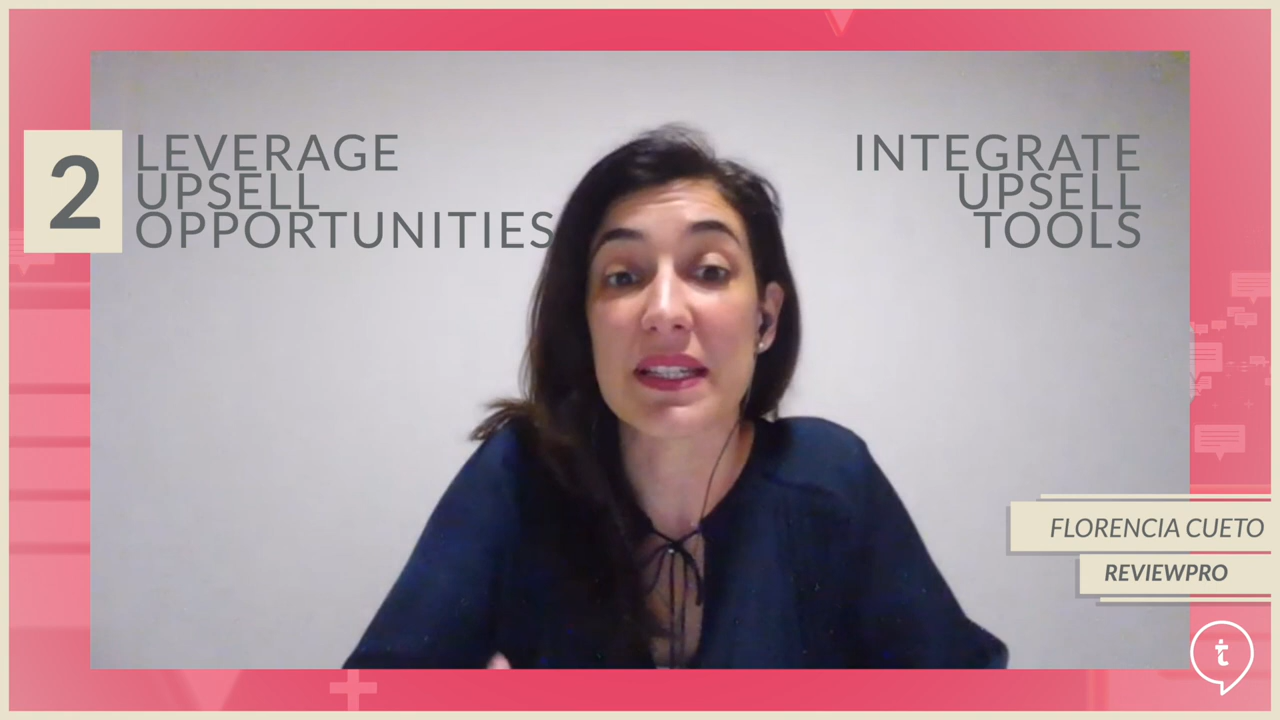 2
LEVERAGE
UPSELL
OPPORTUNITIES
INTEGRATE
UPSELL
TOOLS
FLORENCIA CUETO
REVIEWPRO
t